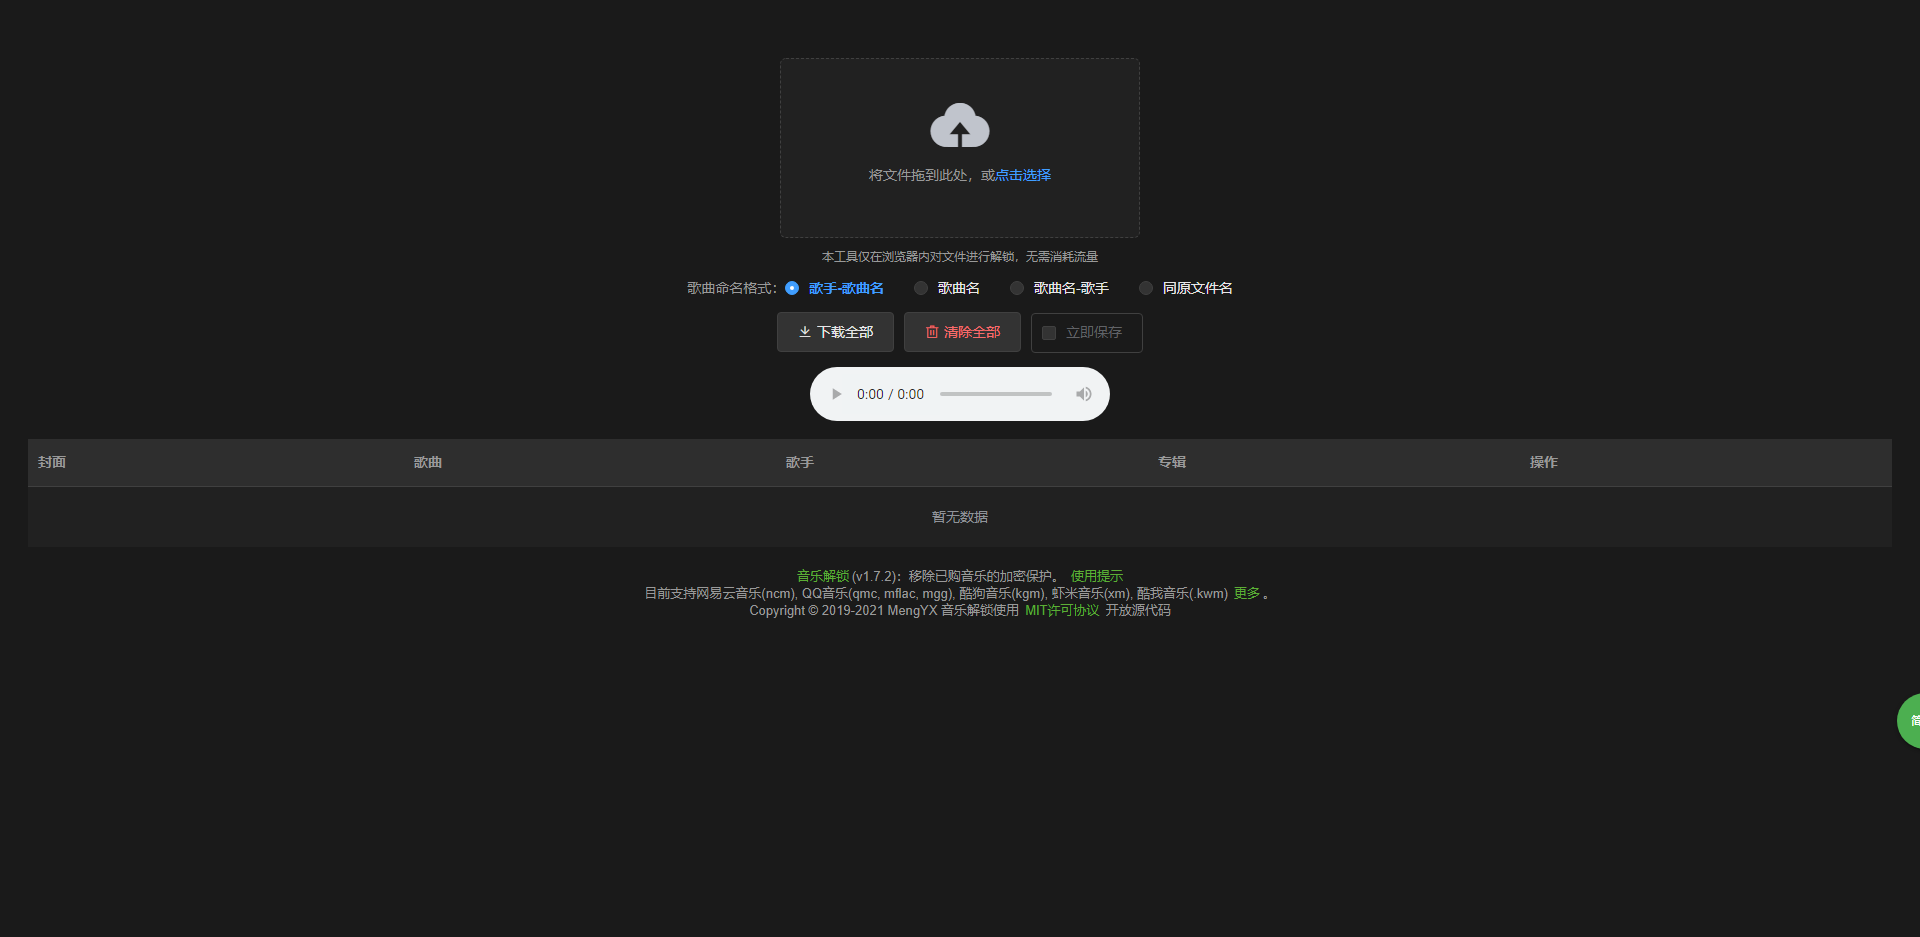 将文件拖到此处，或点击选择
本工具仅在浏览器内对文件进行解锁，无需消耗流量
歌曲命名格式： 歌手-歌曲名 歌曲名 歌曲名-歌手 同原文件名
下载全部 清除全部 立即保存
0:00 / 0:00
封面 歌曲 歌手 专辑 操作
暂无数据
音乐解锁 (v1.7.2)：移除已购音乐的加密保护。 使用提示
目前支持网易云音乐(ncm), QQ音乐(qmc, mflac, mgg), 酷狗音乐(kgm), 虾米音乐(xm), 酷我音乐(.kwm) 更多 。
Copyright © 2019-2021 MengYX 音乐解锁使用 MIT许可协议 开放源代码
简